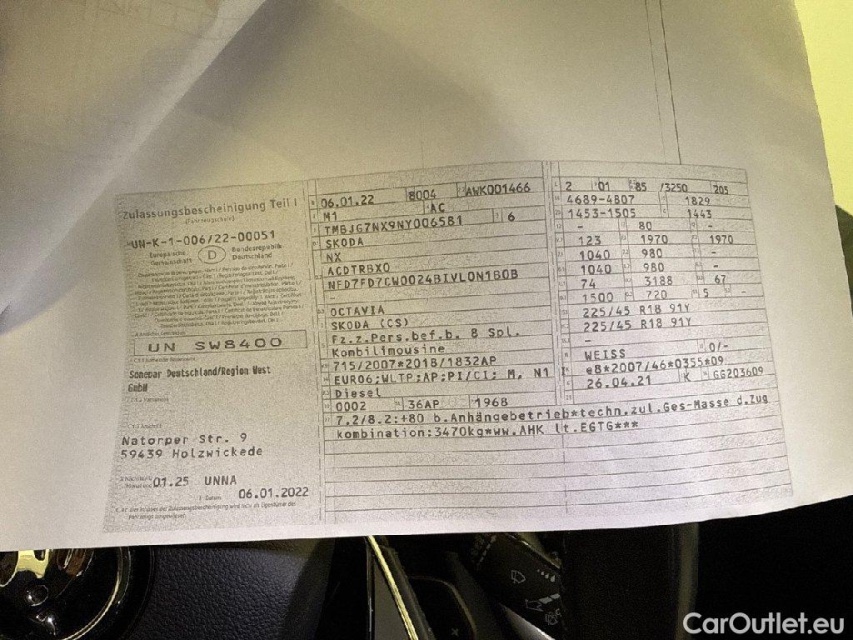 Zulassungsbescheinigung Teil I
(Fahrzeugschein)
UN-K-1-006/22-00051
Europäische Gemeinschaft
D
Bundesrepublik Deutschland
UN SW8400
Sonepar Deutschland/Region West
GmbH
Natorper Str. 9
59439 Holzwickede
01.25 UNNA
06.01.2022
06.01.22 8004 AWK001466
M1 AC
TMBJG7NX9NY006581 6
SKODA
NX
ACDTRBX0
NFD7FD7CW0024BIVLON1B0B
-
OCTAVIA
SKODA (CS)
Fz.z.Pers.bef.b. 8 Spl.
Kombilimousine
715/2007*2018/1832AP
EURO6;WLTP;AP;PI/CI; M, N1
Diesel
0002 36AP 1968
7.2/8.2:+80 b.Anhängebetrieb*techn.zul.Ges-Masse d.Zug
kombination:3470kg*ww.AHK lt.EGTG***
2 01 85 /3250 205
4689-4807 1829
1453-1505 1443
- 80
123 1970 1970
1040 980
1040 980 -
74 3188 67
1500 720 5 -
225/45 R18 91Y
225/45 R18 91Y
-
WEISS 0/-
e8*2007/46*0355*09
26.04.21 K GG203609
CarOutlet.eu